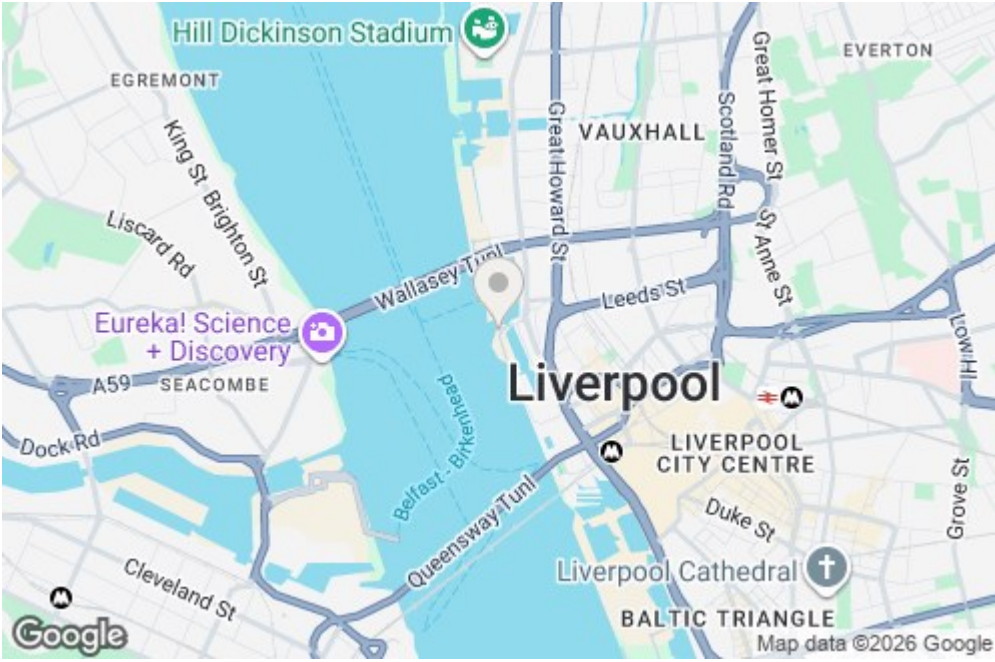 Hill Dickinson Stadium
EGREMONT
EVERTON
VAUXHALL
King St
Brighton St
Great Howard St
Scotland Rd
Great Homer St
St Anne St
Liscard Rd
Wallasey Tunl
Leeds St
Eureka! Science
+ Discovery
A59
SEACOMBE
Low Hl
Liverpool
Belfast - Birkenhead
Dock Rd
LIVERPOOL
CITY CENTRE
Grove St
Queensway Tunl
Duke St
Cleveland St
Liverpool Cathedral
BALTIC TRIANGLE
Google
Map data ©2026 Google